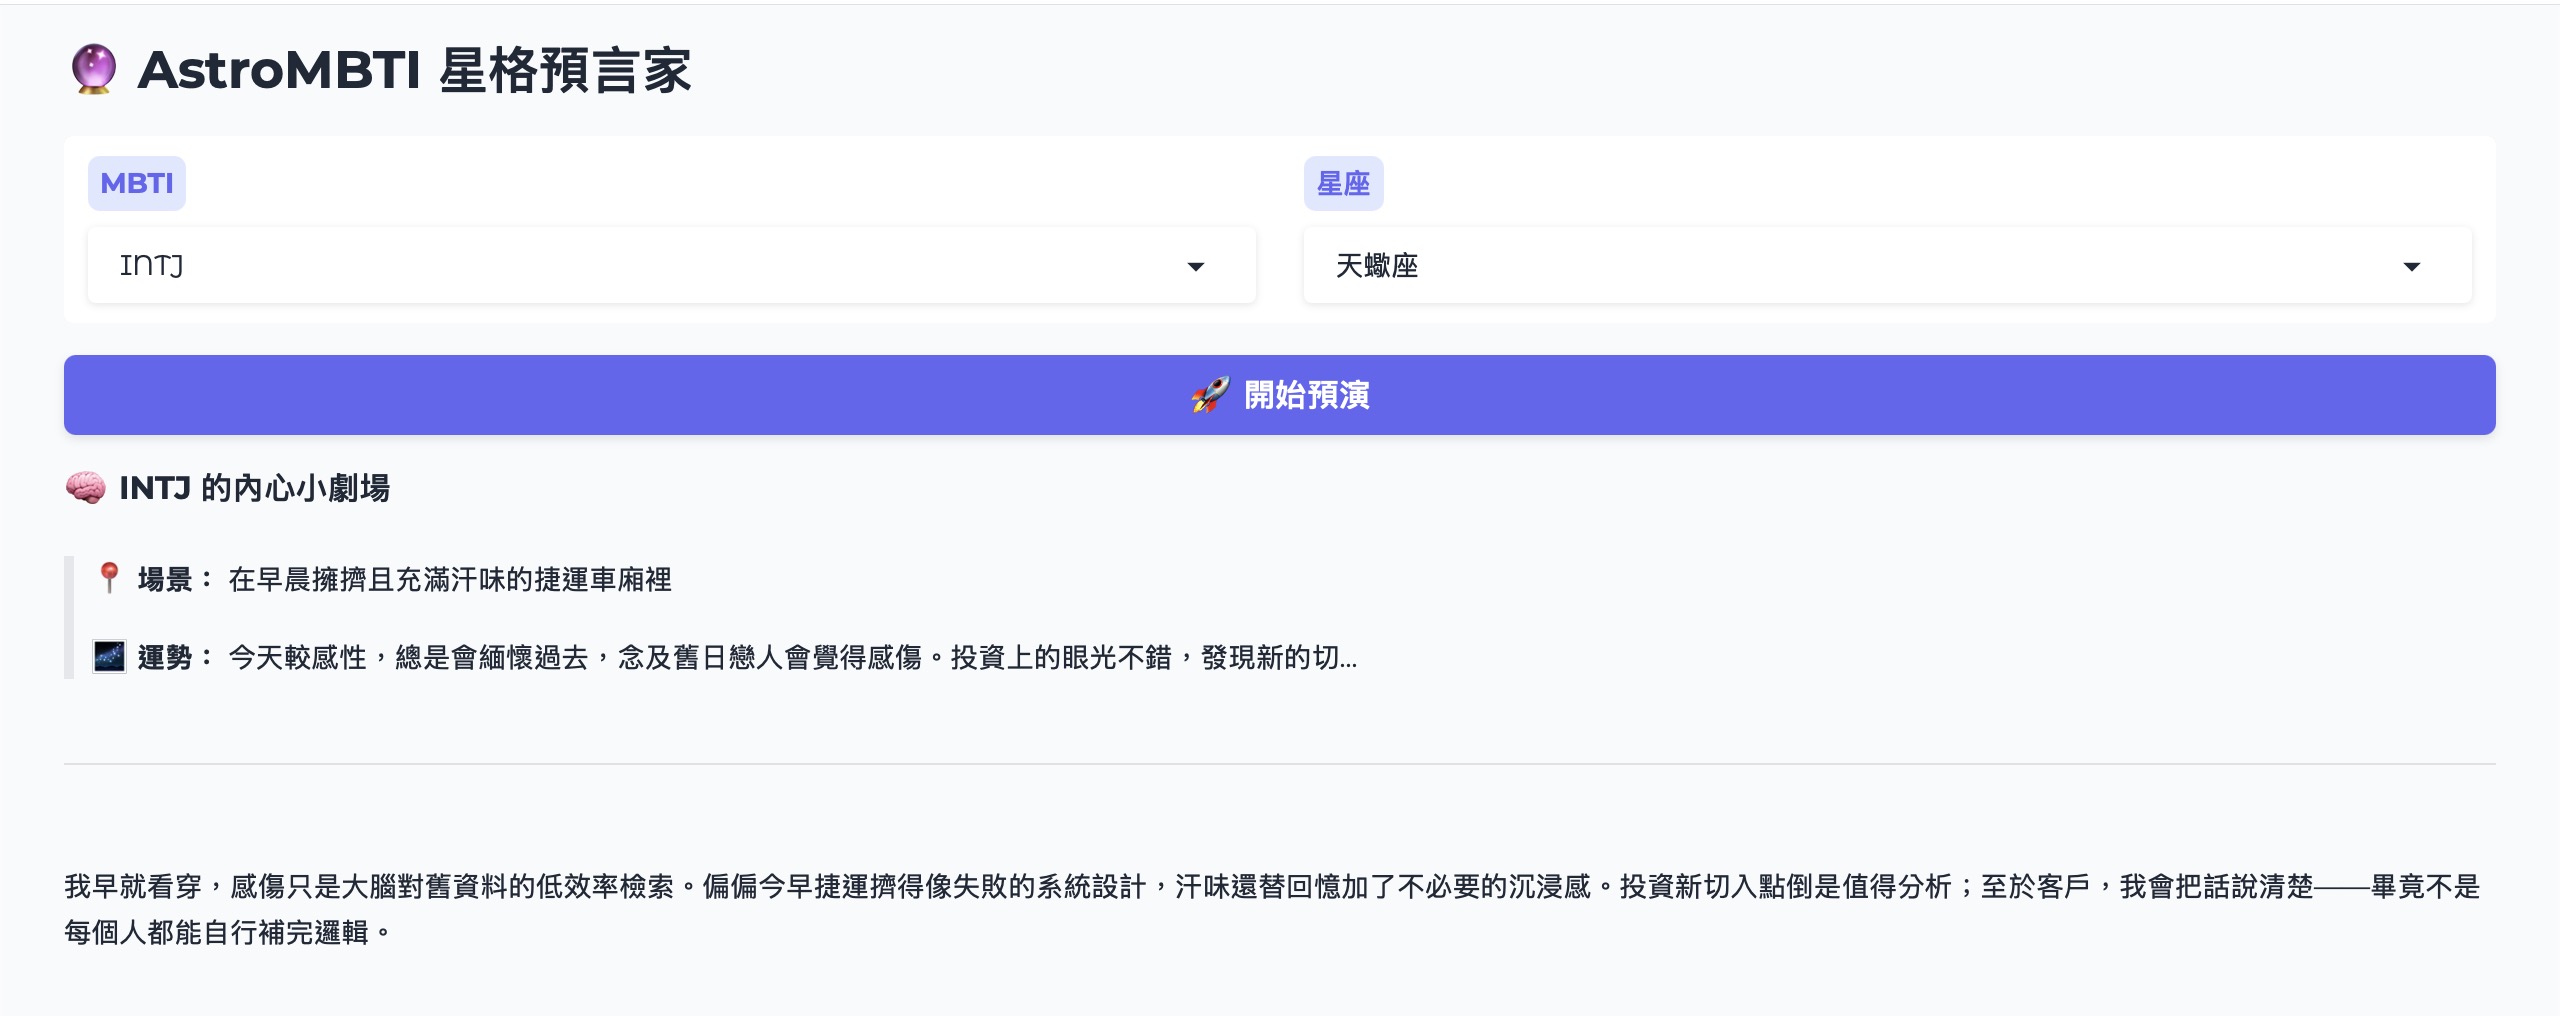 🔮 AstroMBTI 星格預言家
MBTI
星座
INTJ
天蠍座
🚀 開始預演
🧠 INTJ 的內心小劇場
📍 場景： 在早晨擁擠且充滿汗味的捷運車廂裡
🌌 運勢： 今天較感性，總是會緬懷過去，念及舊日戀人會覺得感傷。投資上的眼光不錯，發現新的切...
我早就看穿，感傷只是大腦對舊資料的低效率檢索。偏偏今早捷運擠得像失敗的系統設計，汗味還替回憶加了不必要的沉浸感。投資新切入點倒是值得分析；至於客戶，我會把話說清楚——畢竟不是
每個人都能自行補完邏輯。